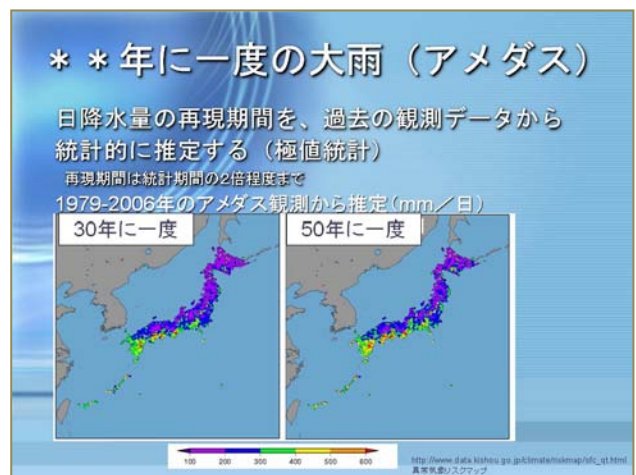 ＊＊年に一度の大雨（アメダス）
日降水量の再現期間を、過去の観測データから
統計的に推定する（極値統計）
再現期間は統計期間の2倍程度まで
1979-2006年のアメダス観測から推定（mm／日）
30年に一度
50年に一度
100 200 300 400 500 600
http://www.data.kishou.go.jp/climate/riskmap/sfc_qt.html
異常気象リスクマップ